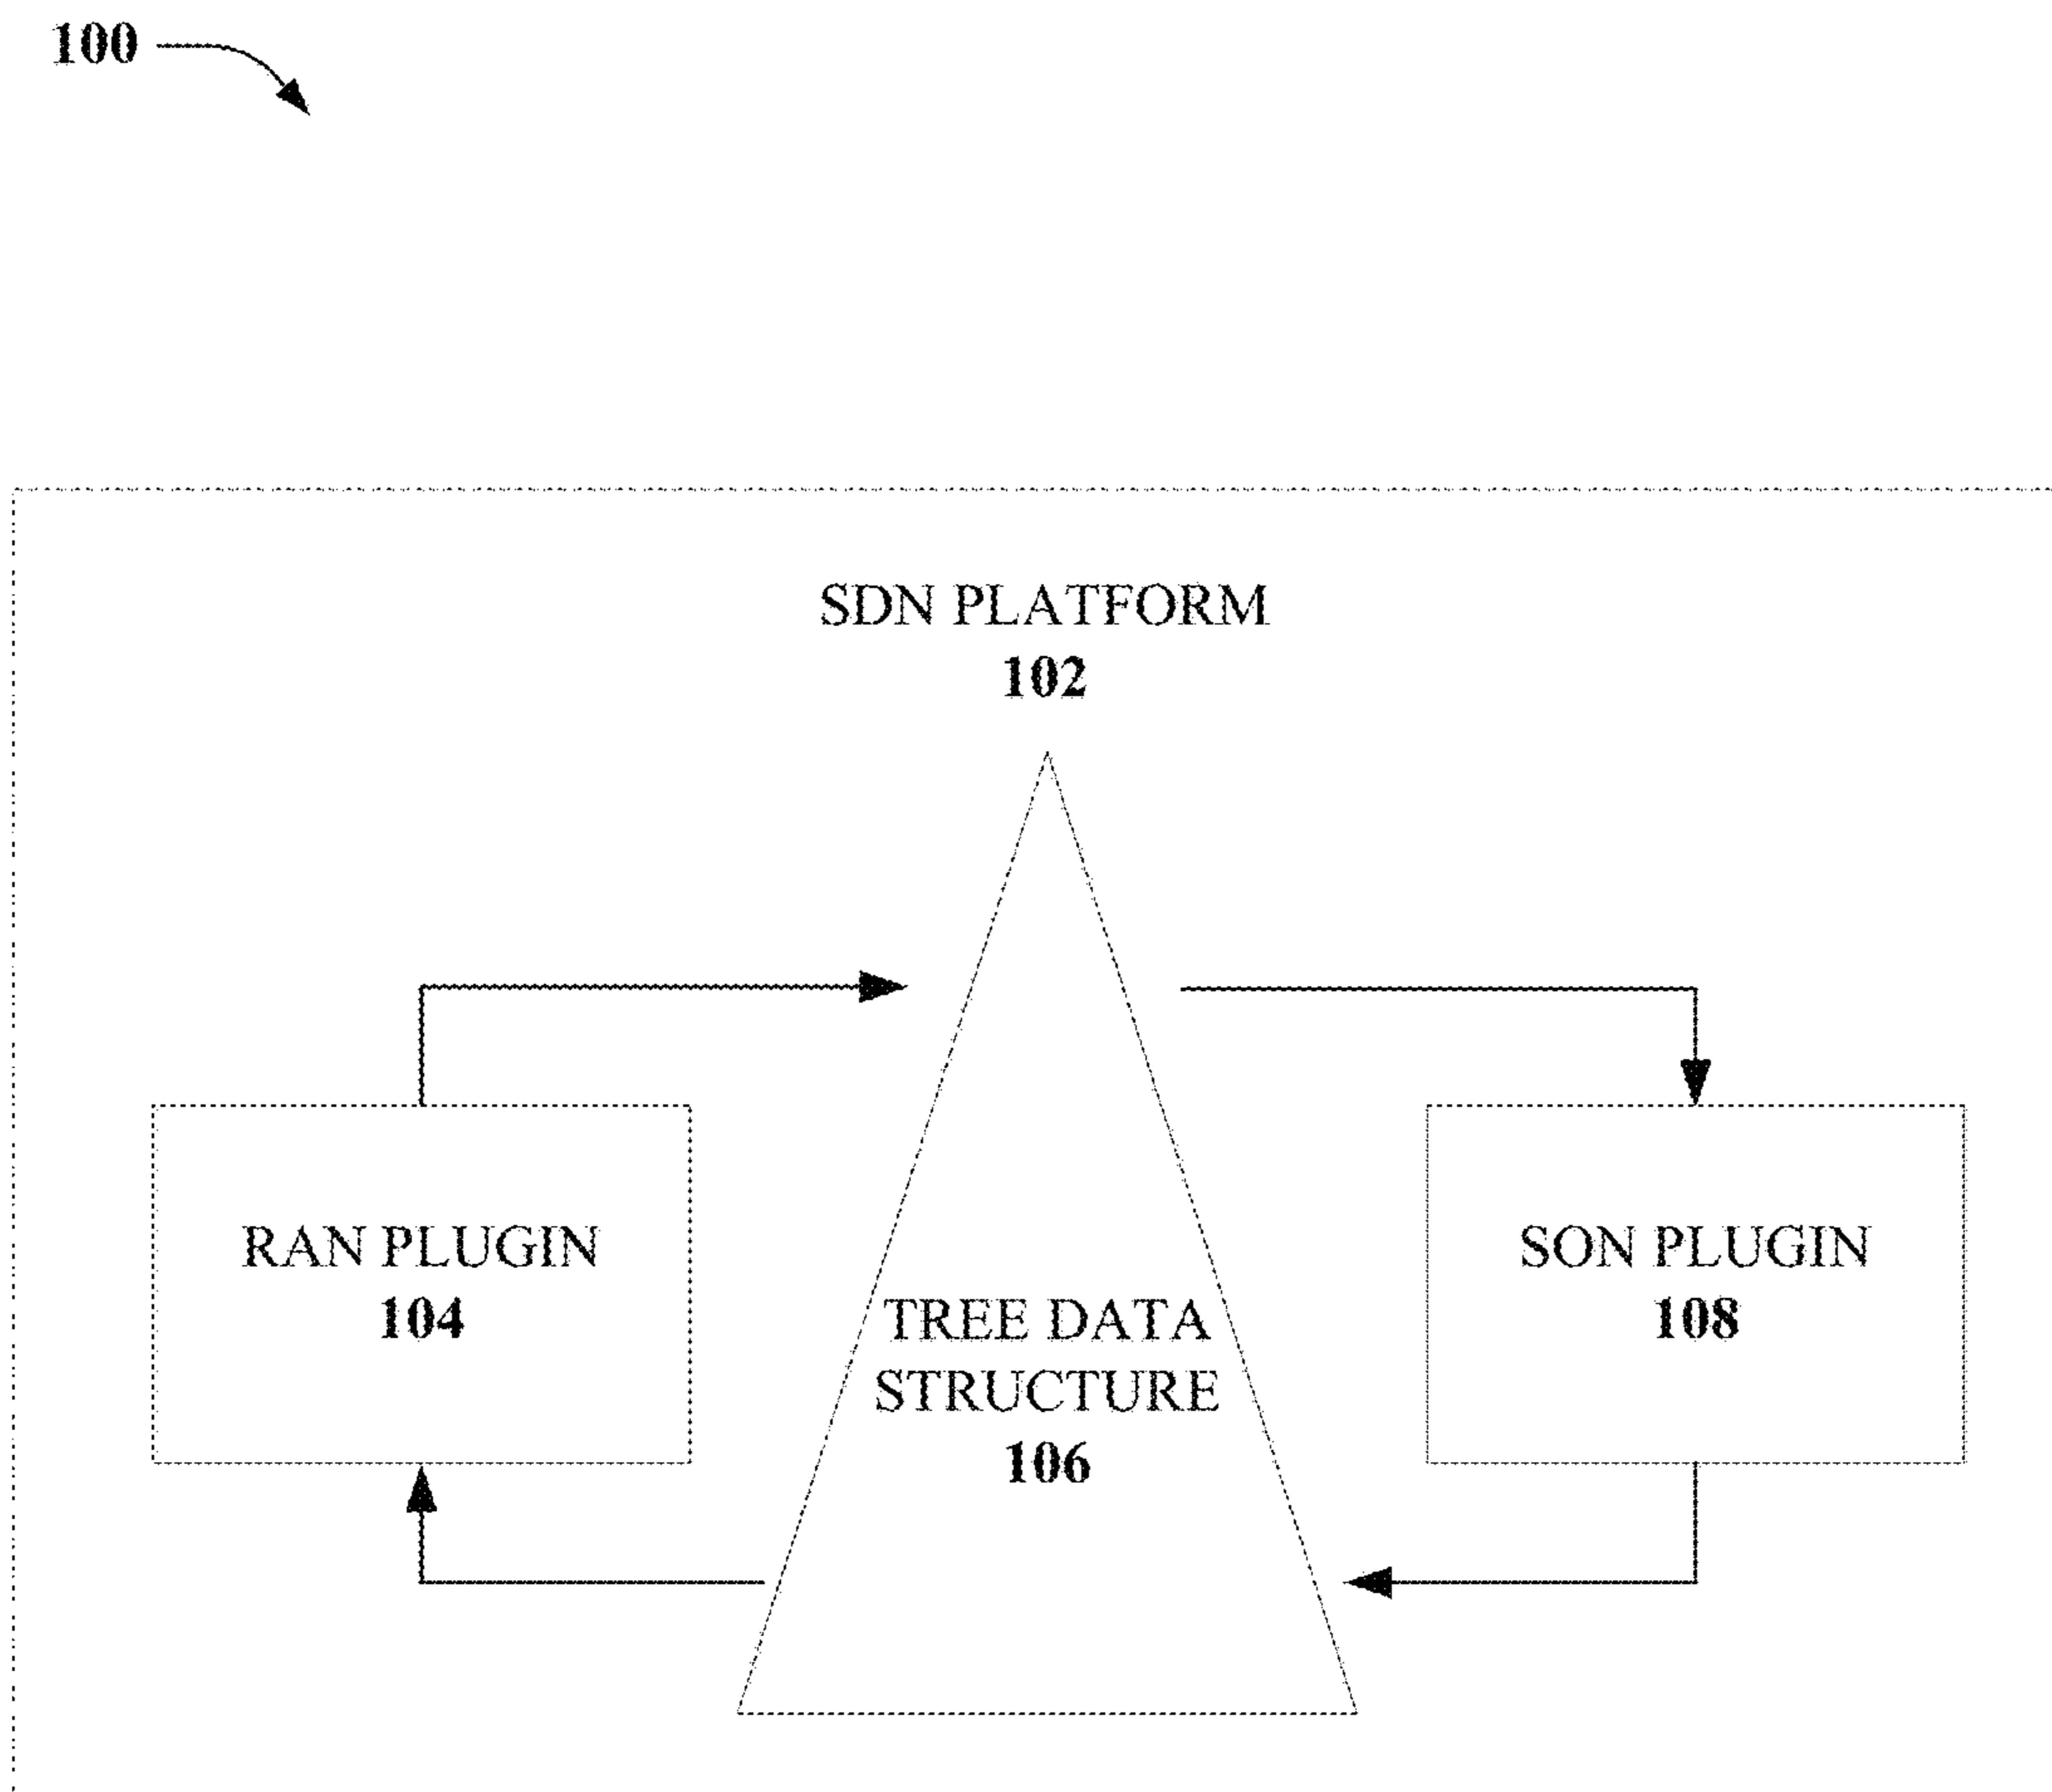 100
SDN PLATFORM
102
RAN PLUGIN
104
TREE DATA
STRUCTURE
106
SON PLUGIN
108